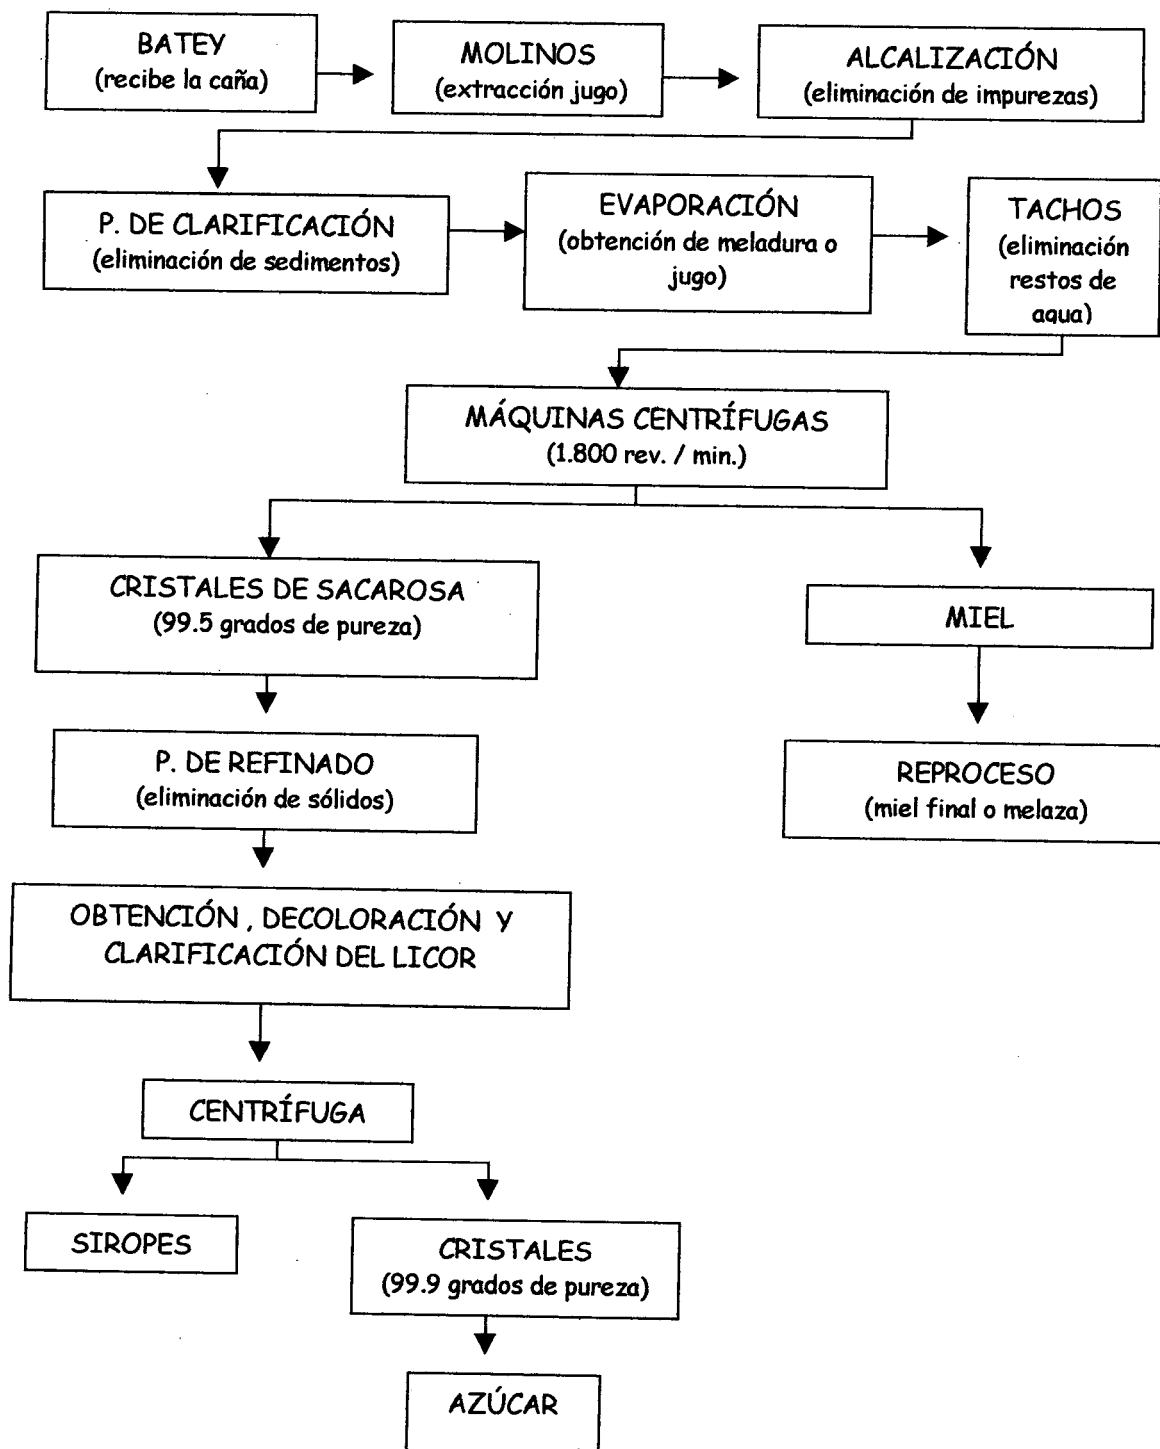 BATEY
(recibe la caña)
MOLINOS
(extracción jugo)
ALCALIZACIÓN
(eliminación de impurezas)
P. DE CLARIFICACIÓN
(eliminación de sedimentos)
EVAPORACIÓN
(obtención de meladura o
jugo)
TACHOS
(eliminación
restos de
agua)
MÁQUINAS CENTRÍFUGAS
(1.800 rev. / min.)
CRISTALES DE SACAROSA
(99.5 grados de pureza)
MIEL
P. DE REFINADO
(eliminación de sólidos)
REPROCESO
(miel final o melaza)
OBTENCIÓN , DECOLORACIÓN Y
CLARIFICACIÓN DEL LICOR
CENTRÍFUGA
SIROPES
CRISTALES
(99.9 grados de pureza)
AZÚCAR